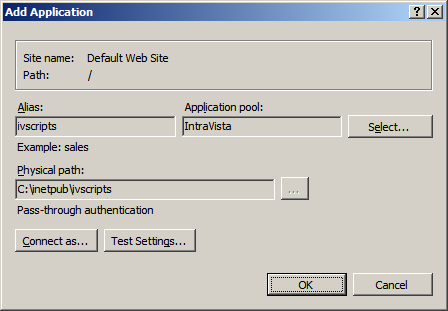 Add Application
Site name: Default Web Site
Path: /
Alias: Application pool:
ivscripts IntraVista Select...
Example: sales
Physical path:
C:\inetpub\ivscripts ...
Pass-through authentication
Connect as... Test Settings...
OK Cancel